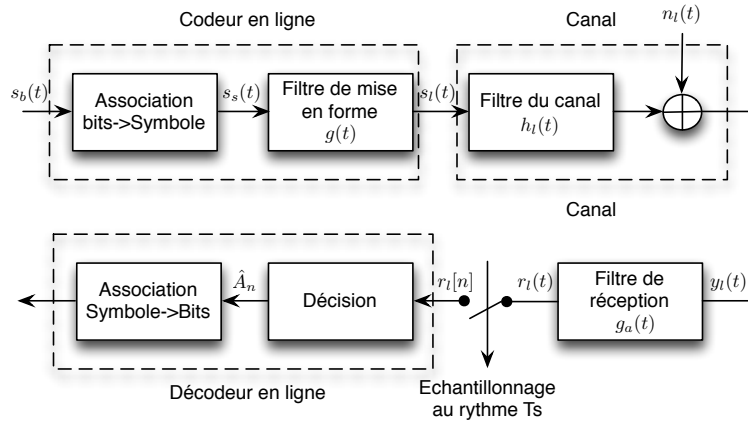 Codeur en ligne
Canal
n_l(t)
s_b(t)
Association
bits->Symbole
s_s(t)
Filtre de mise
en forme
g(t)
s_l(t)
Filtre du canal
h_l(t)
Canal
Association
Symbole->Bits
Â_n
Décision
r_l[n]
r_l(t)
Filtre de
réception
g_a(t)
y_l(t)
Décodeur en ligne
Echantillonnage
au rythme Ts